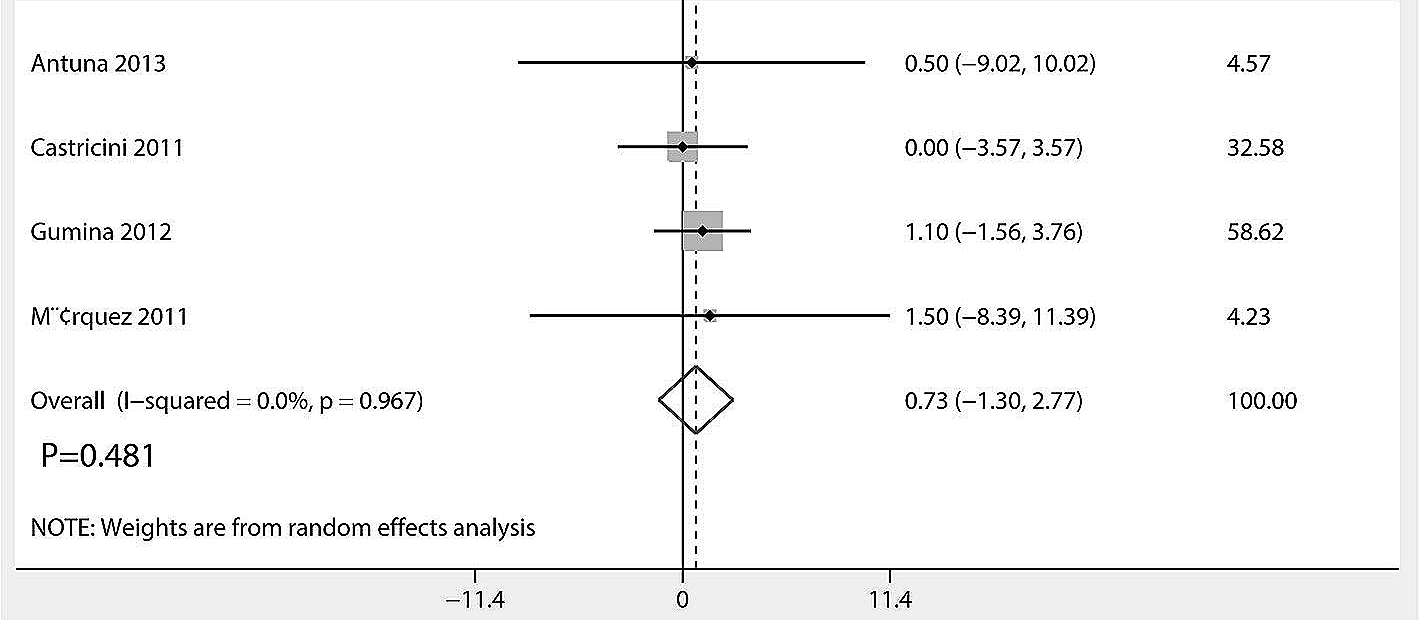 Antuna 2013 0.50 (−9.02, 10.02) 4.57
Castricini 2011 0.00 (−3.57, 3.57) 32.58
Gumina 2012 1.10 (−1.56, 3.76) 58.62
M¨¢rquez 2011 1.50 (−8.39, 11.39) 4.23
Overall (I−squared = 0.0%, p = 0.967) 0.73 (−1.30, 2.77) 100.00
P=0.481
NOTE: Weights are from random effects analysis
−11.4 0 11.4